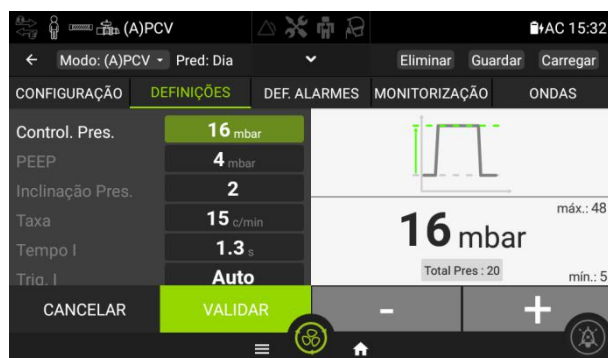 (A)PCV
AC 15:32
Modo: (A)PCV Pred: Dia Eliminar Guardar Carregar
CONFIGURAÇÃO DEFINIÇÕES DEF. ALARMES MONITORIZAÇÃO ONDAS
Control. Pres. 16 mbar
PEEP 4 mbar
Inclinação Pres. 2
Taxa 15 c/min
Tempo I 1.3 s
Trig. I Auto
máx.: 48
16 mbar
Total Pres : 20
mín.: 5
CANCELAR VALIDAR - +